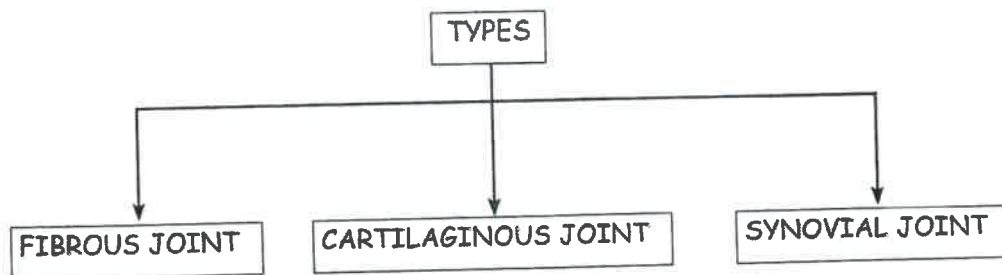 TYPES
FIBROUS JOINT
CARTILAGINOUS JOINT
SYNOVIAL JOINT